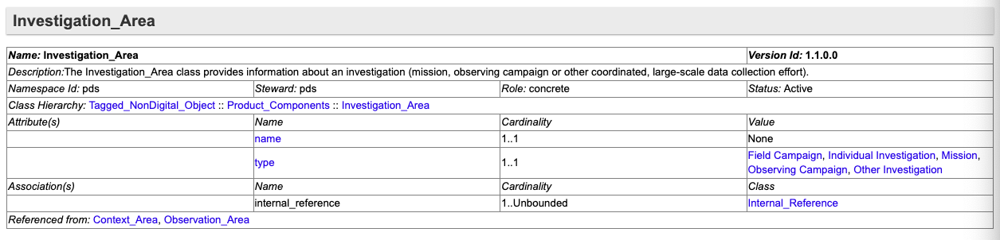 Investigation_Area
Name: Investigation_Area Version Id: 1.1.0.0
Description:The Investigation_Area class provides information about an investigation (mission, observing campaign or other coordinated, large-scale data collection effort).
Namespace Id: pds Steward: pds Role: concrete Status: Active
Class Hierarchy: Tagged_NonDigital_Object :: Product_Components :: Investigation_Area
Attribute(s) Name Cardinality Value
name 1..1 None
type 1..1 Field Campaign, Individual Investigation, Mission,
Observing Campaign, Other Investigation
Association(s) Name Cardinality Class
internal_reference 1..Unbounded Internal_Reference
Referenced from: Context_Area, Observation_Area